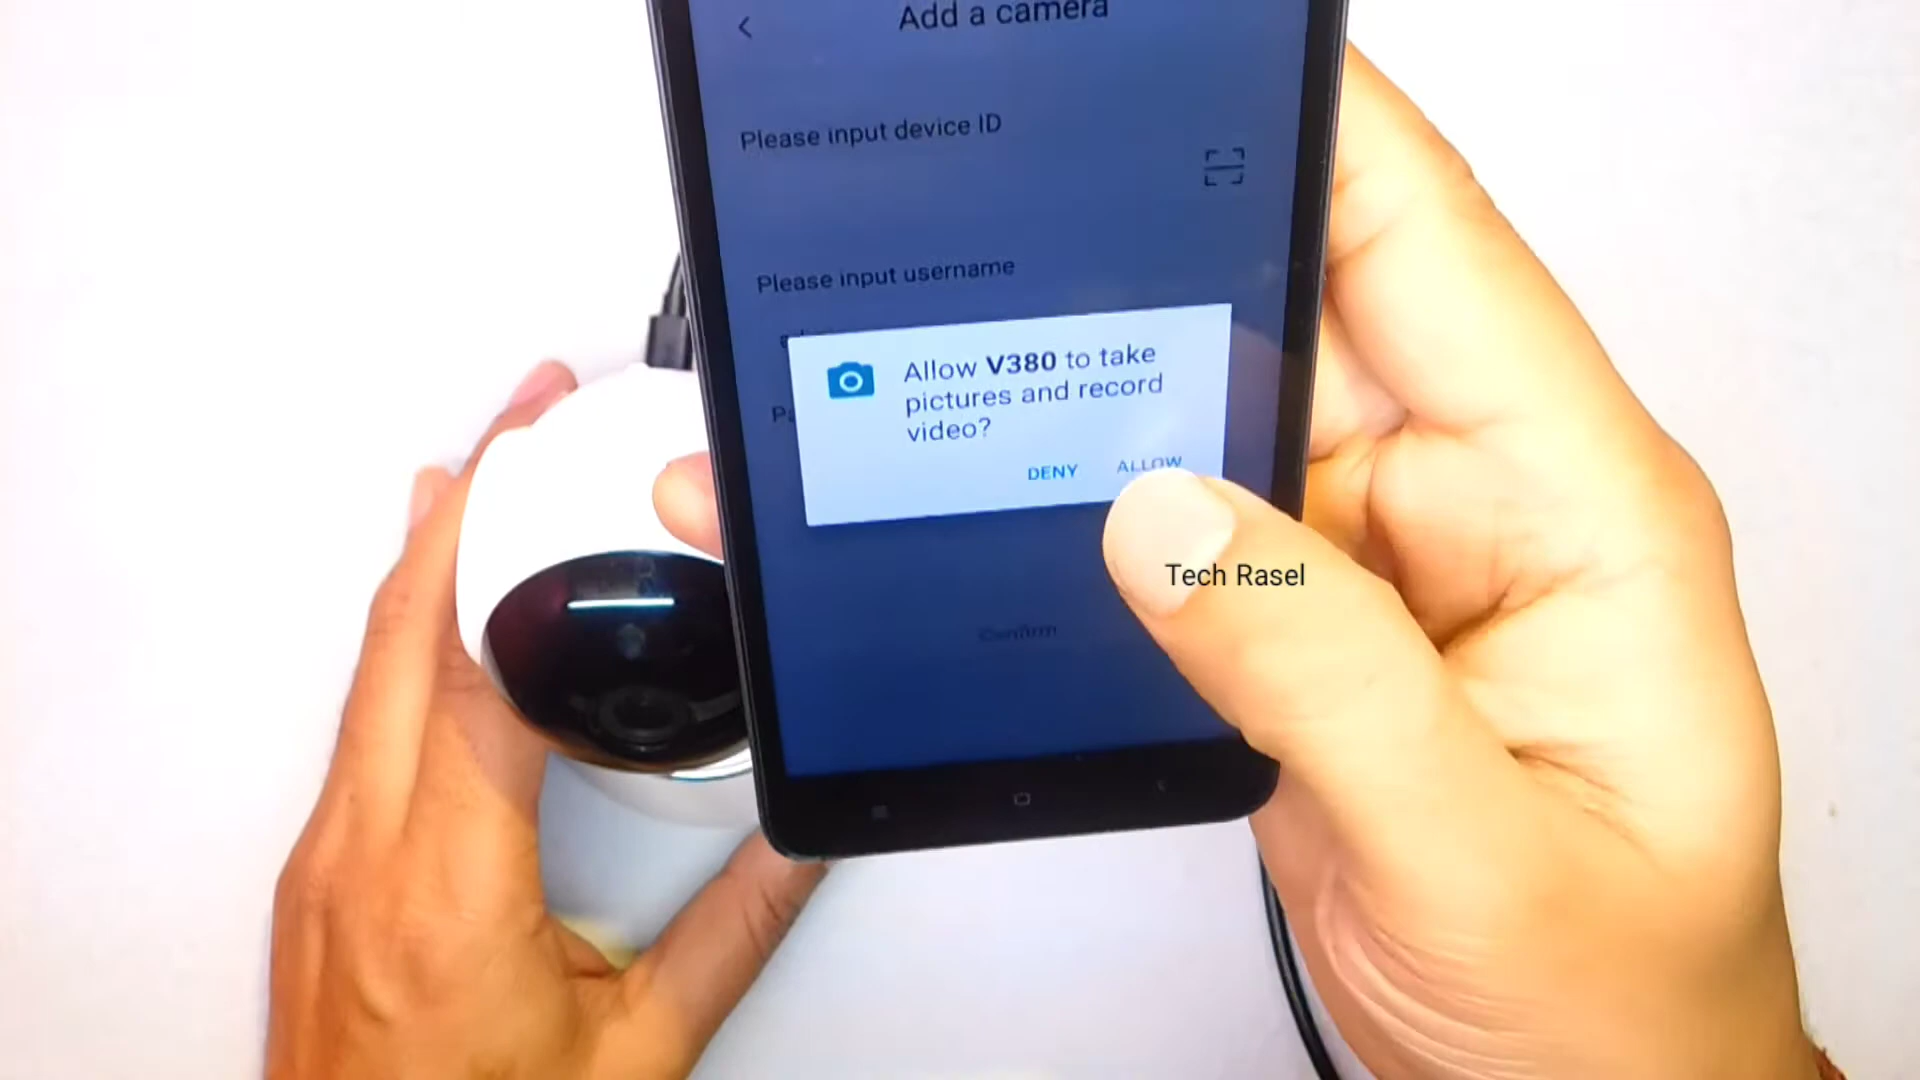 Add a camera
Please input device ID
Please input username
Allow V380 to take
pictures and record
video?
DENY ALLOW
Tech Rasel
Confirm